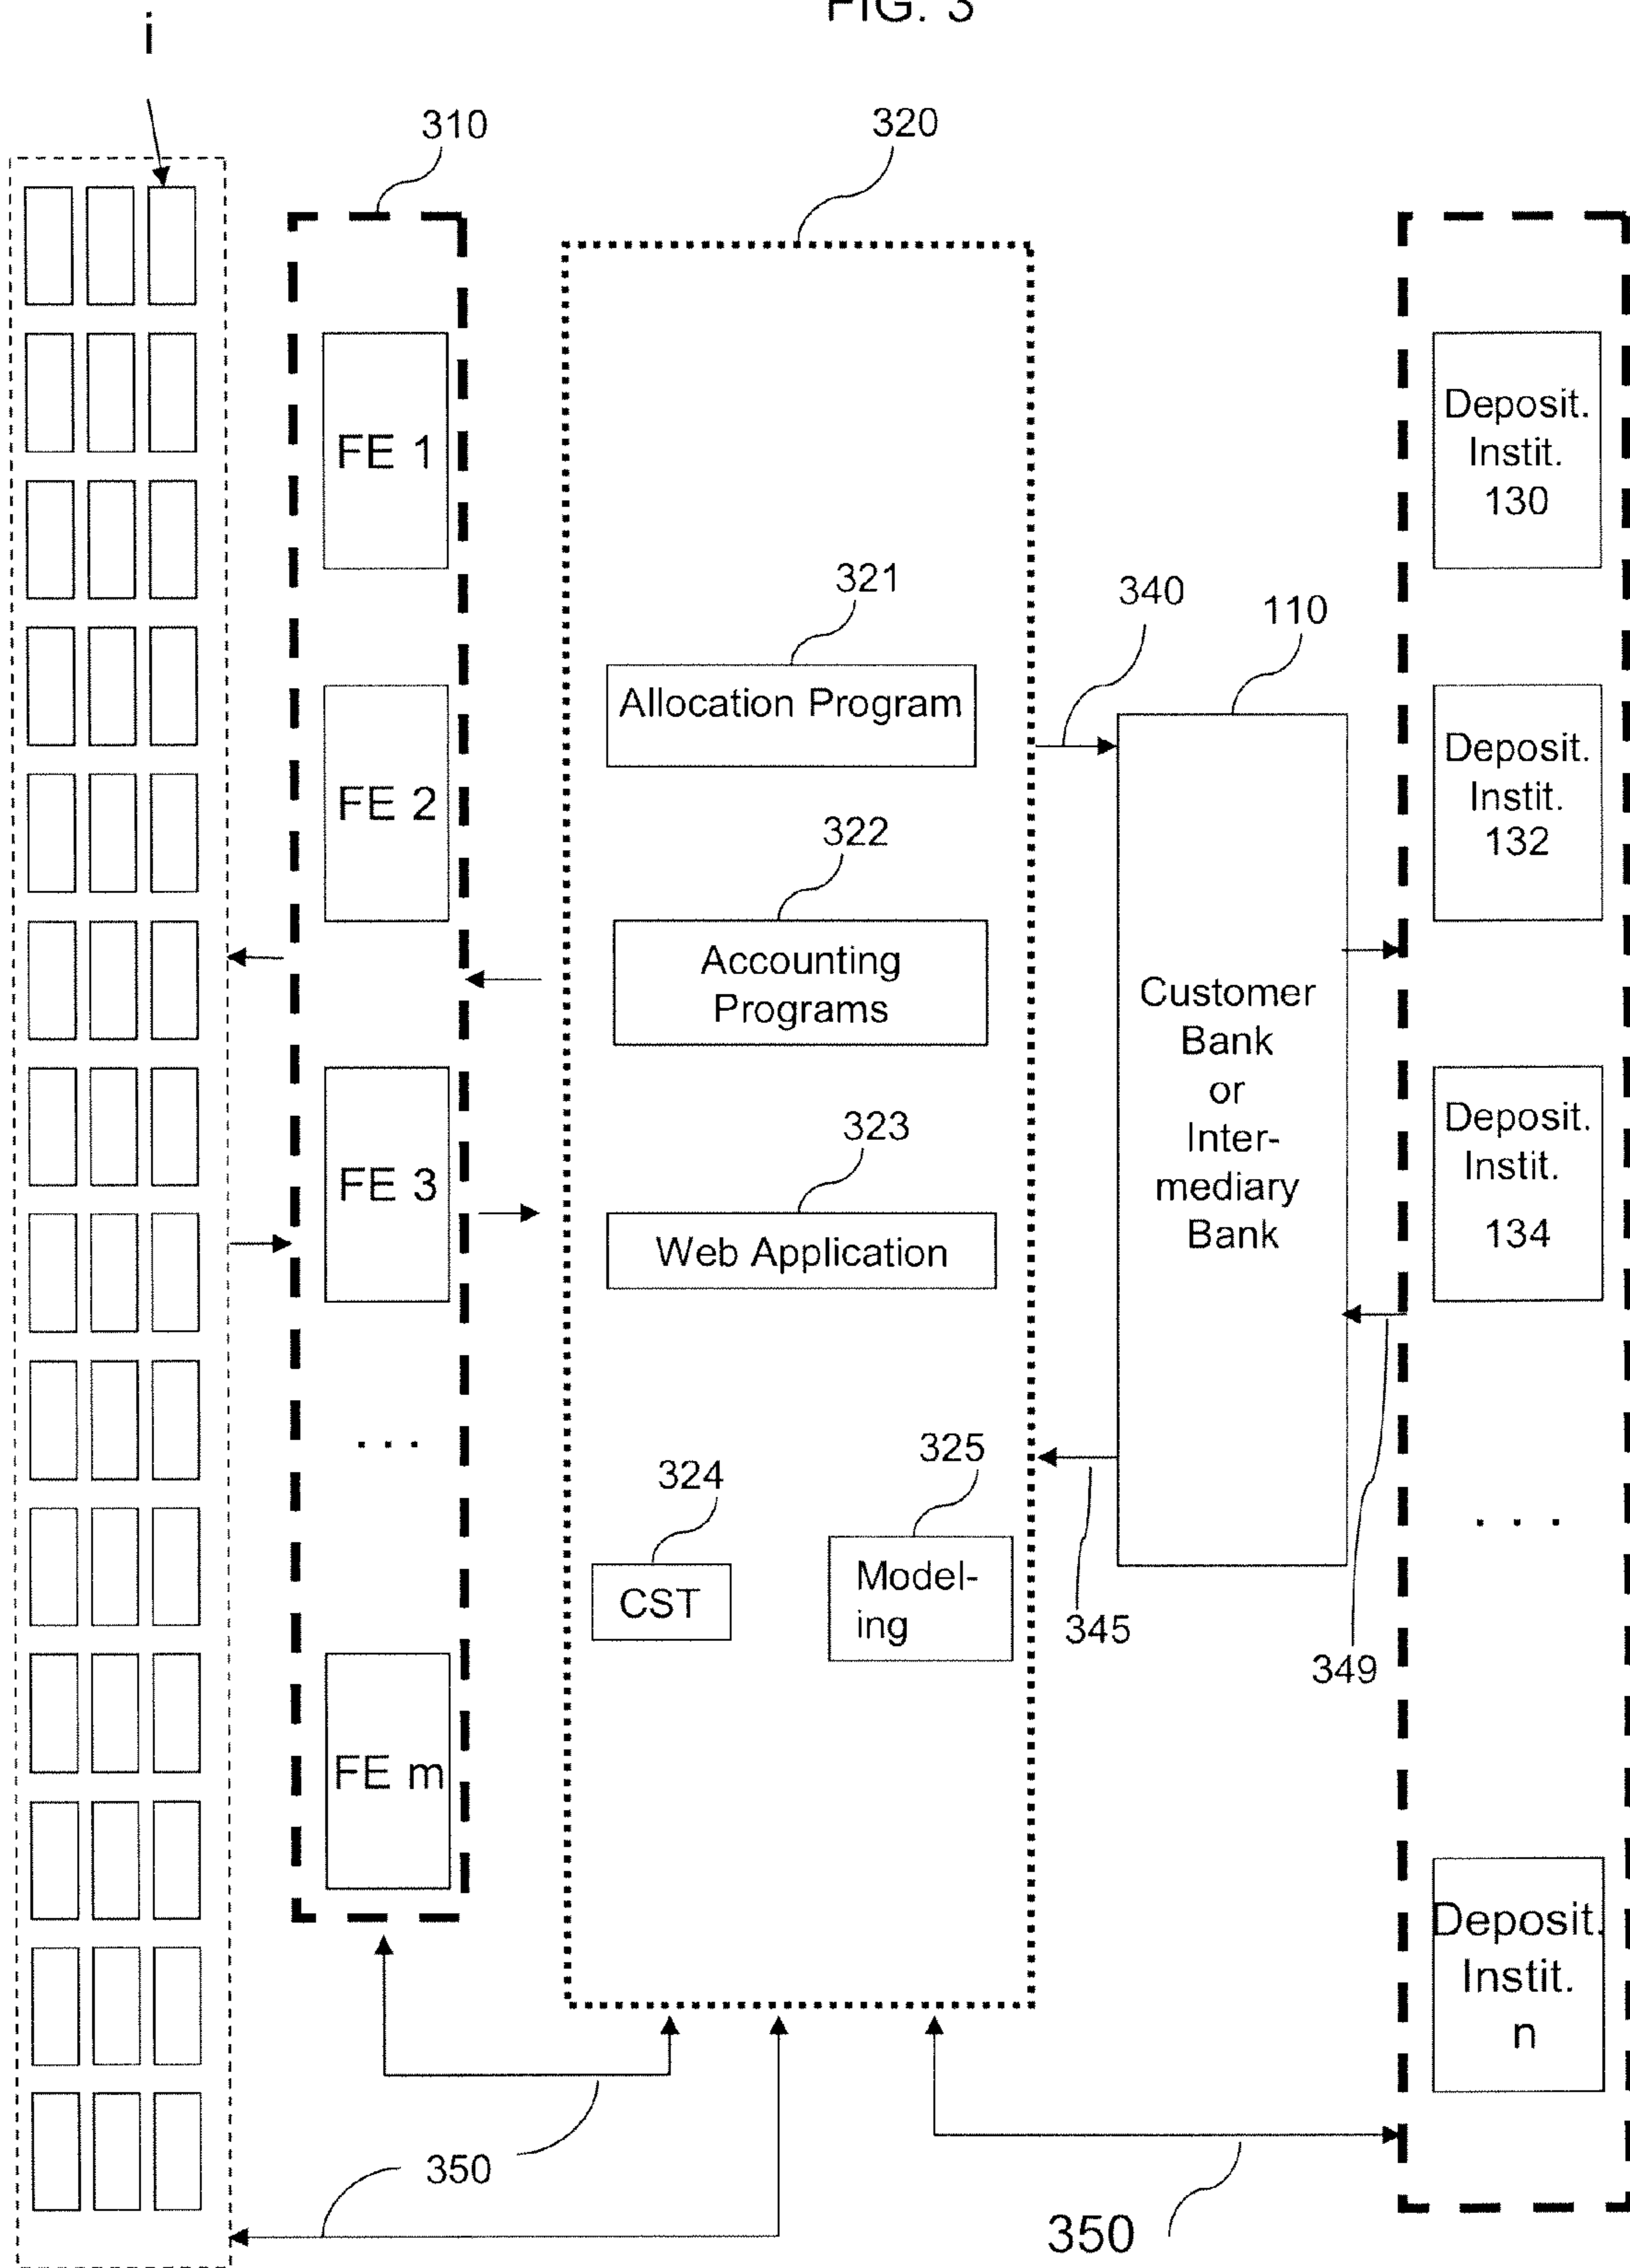 FIG. 3
i
310
320
FE 1
Deposit.
Instit.
130
321
340
110
Allocation Program
FE 2
Deposit.
Instit.
132
322
Accounting
Programs
Customer
Bank
or
Inter-
mediary
Bank
323
FE 3
Deposit.
Instit.
134
Web Application
. . .
324
325
CST
Model-
ing
345
349
. . .
FE m
Deposit.
Instit.
n
350
350